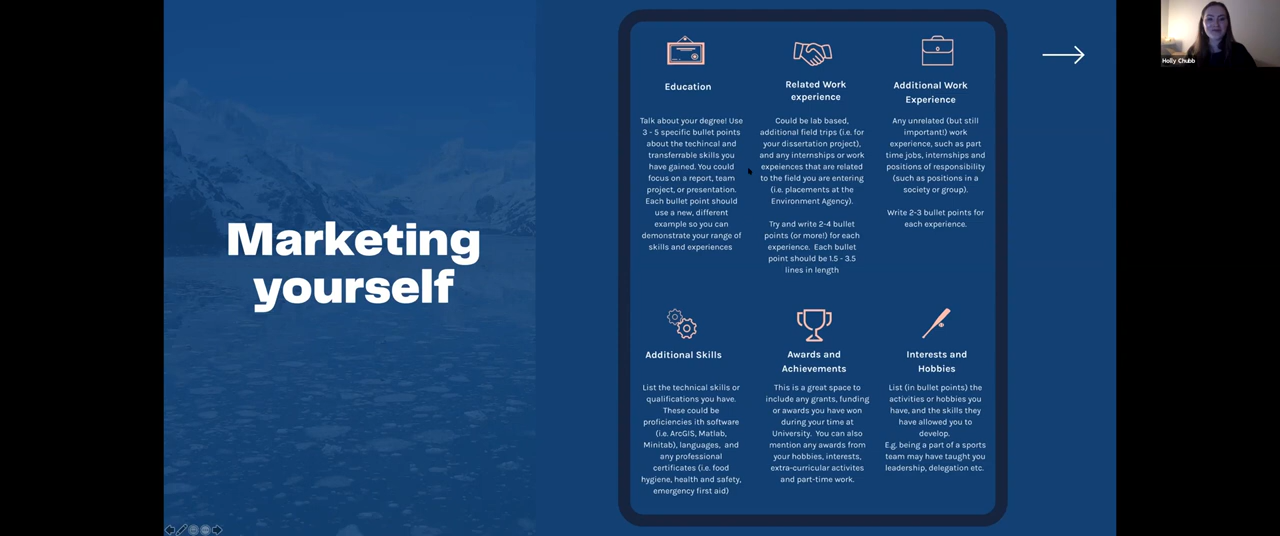 Marketing
yourself
Education
Talk about your degree! Use
3 - 5 specific bullet points
about the techincal and
transferrable skills you
have gained. You could
focus on a report, team
project, or presentation.
Each bullet point should
use a new, different
example so you can
demonstrate your range of
skills and experiences
Related Work
experience
Could be lab based,
additional field trips (i.e. for
your dissertation project),
and any internships or work
expeiences that are related
to the field you are entering
(i.e. placements at the
Environment Agency).
Try and write 2-4 bullet
points (or more!) for each
experience. Each bullet
point should be 1.5 - 3.5
lines in length
Additional Work
Experience
Any unrelated (but still
important!) work
experience, such as part
time jobs, internships and
positions of responsibility
(such as positions in a
society or group).
Write 2-3 bullet points for
each experience.
Additional Skills
List the technical skills or
qualifications you have.
These could be
proficiencies ith software
(i.e. ArcGIS, Matlab,
Minitab), languages, and
any professional
certificates (i.e. food
hygiene, health and safety,
emergency first aid)
Awards and
Achievements
This is a great space to
include any grants, funding
or awards you have won
during your time at
University. You can also
mention any awards from
your hobbies, interests,
extra-curricular activites
and part-time work.
Interests and
Hobbies
List (in bullet points) the
activities or hobbies you
have, and the skills they
have allowed you to
develop.
E.g. being a part of a sports
team may have taught you
leadership, delegation etc.
Holly Chubb